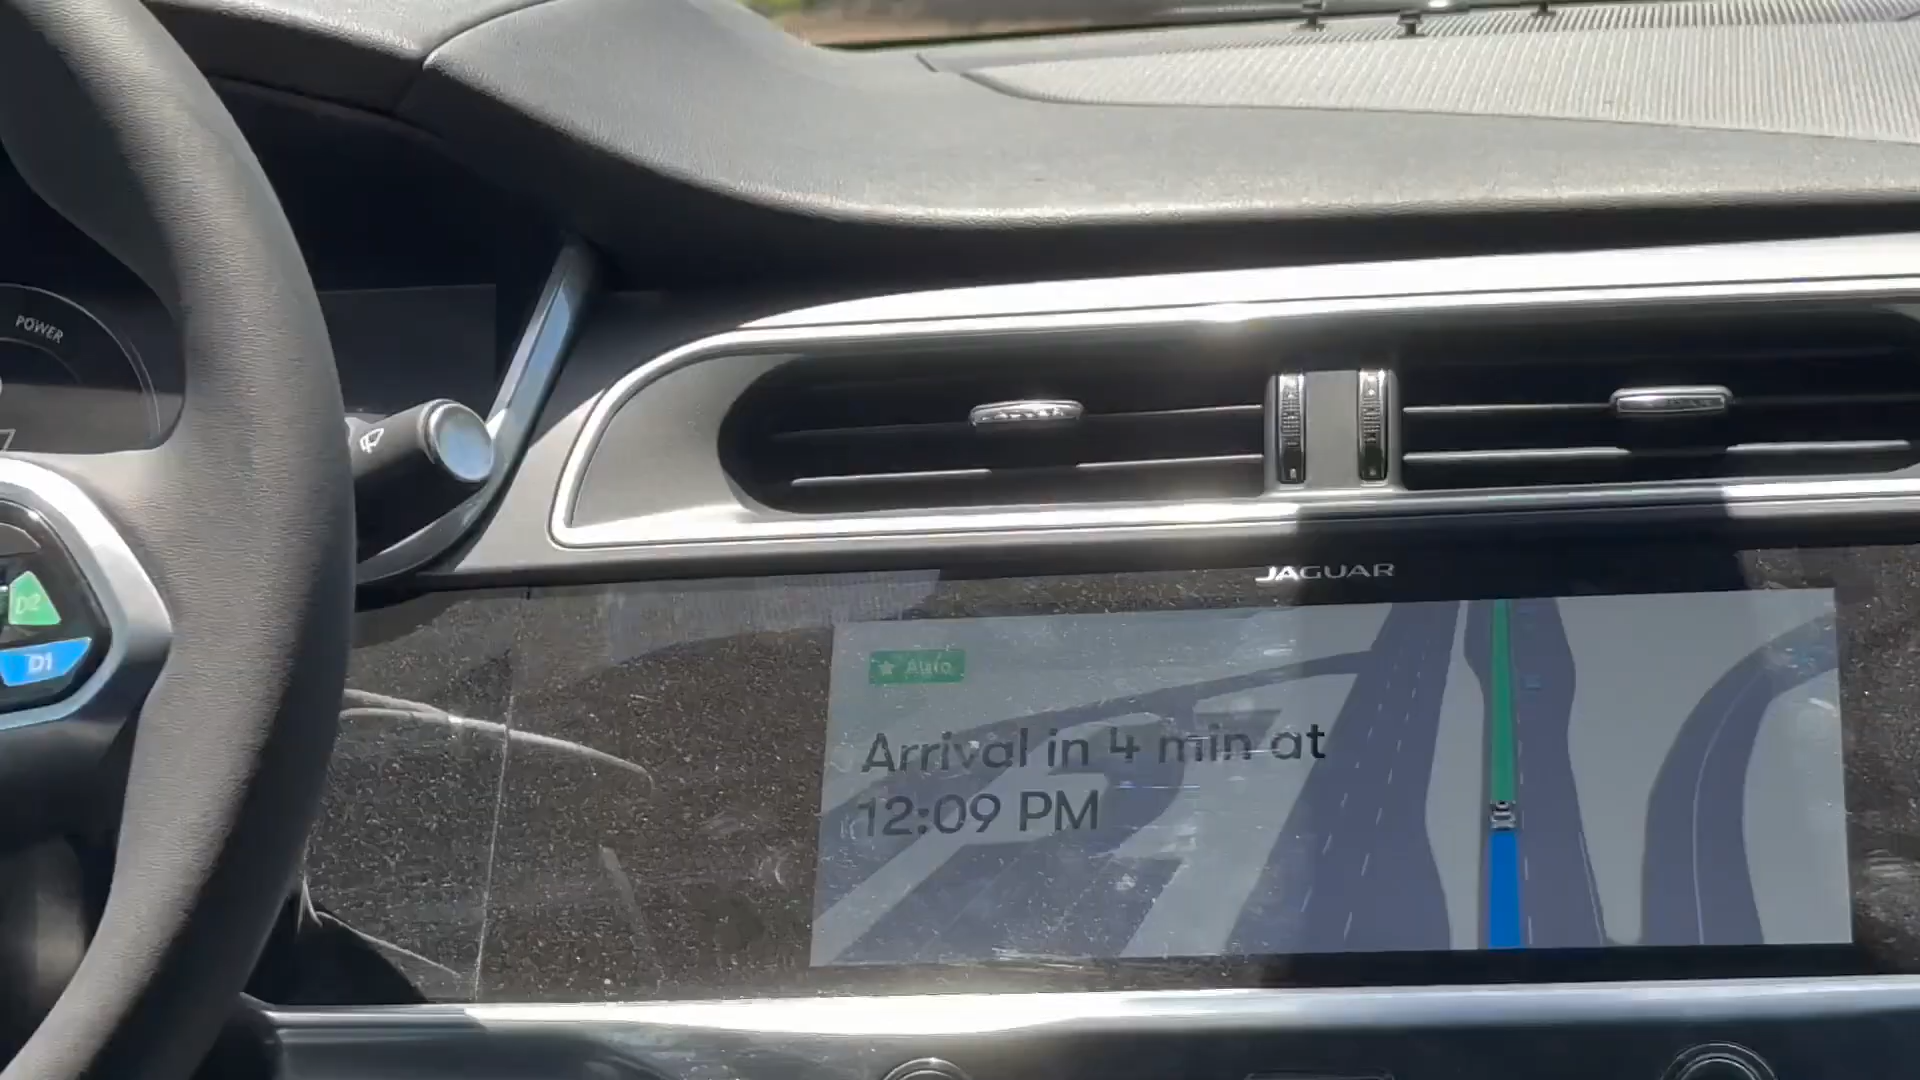 POWER
D2
D1
JAGUAR
Auto
Arrival in 4 min at
12:09 PM